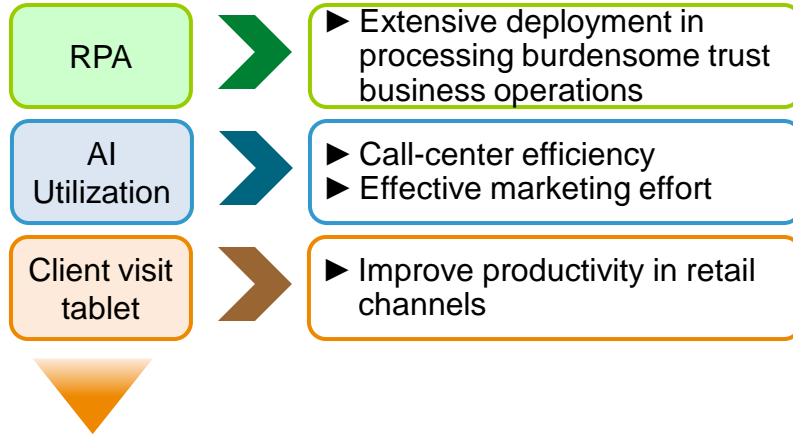 RPA
► Extensive deployment in
processing burdensome trust
business operations
AI
Utilization
► Call-center efficiency
► Effective marketing effort
Client visit
tablet
► Improve productivity in retail
channels